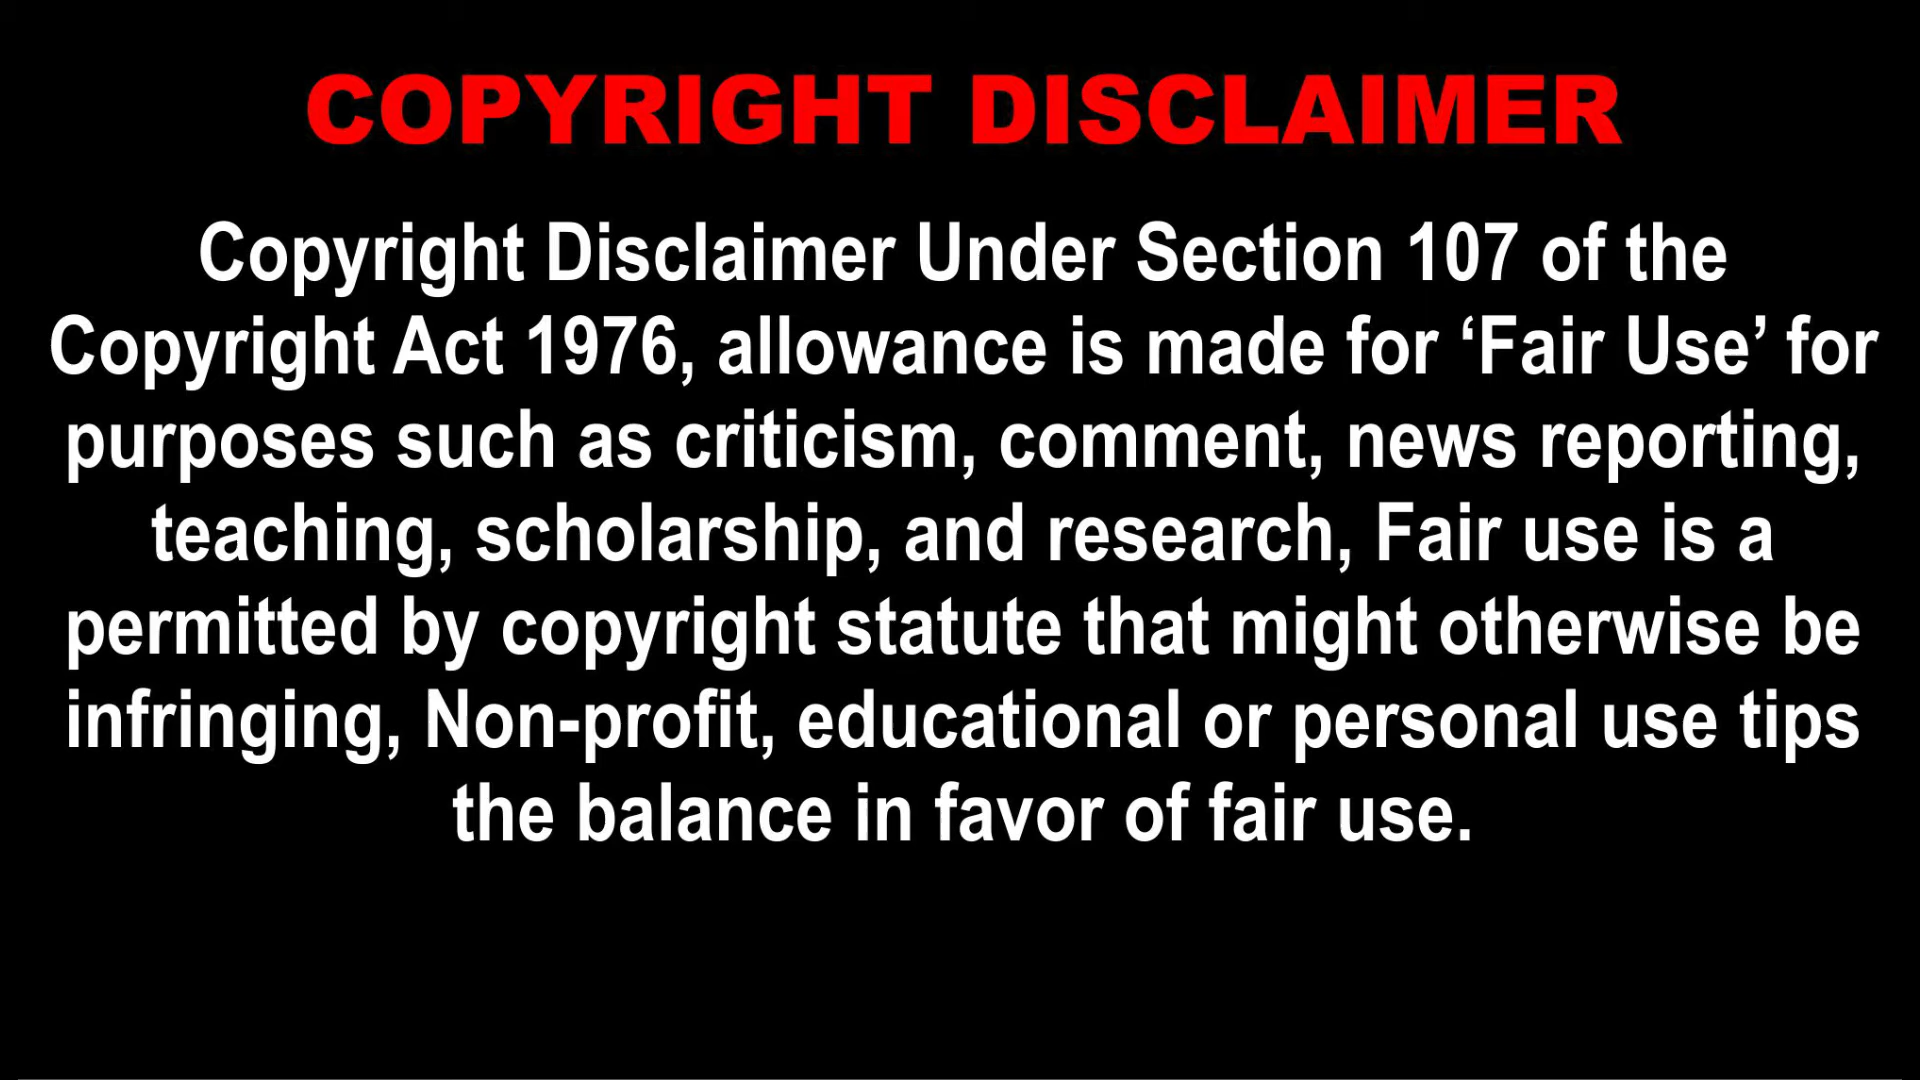 COPYRIGHT DISCLAIMER
Copyright Disclaimer Under Section 107 of the
Copyright Act 1976, allowance is made for ‘Fair Use’ for
purposes such as criticism, comment, news reporting,
teaching, scholarship, and research, Fair use is a
permitted by copyright statute that might otherwise be
infringing, Non-profit, educational or personal use tips
the balance in favor of fair use.